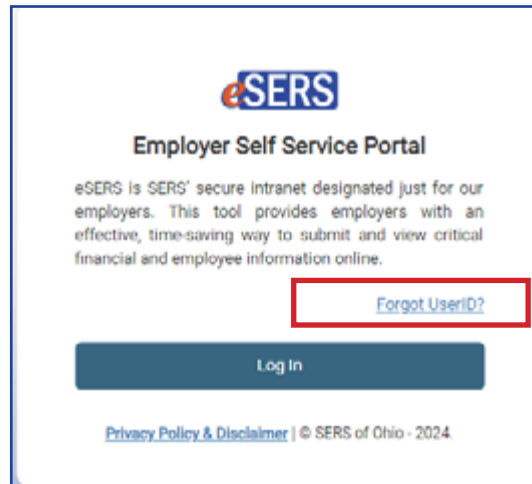 eSERS
Employer Self Service Portal
eSERS is SERS' secure intranet designated just for our
employers. This tool provides employers with an
effective, time-saving way to submit and view critical
financial and employee information online.
Forgot UserID?
Log In
Privacy Policy & Disclaimer | © SERS of Ohio - 2024.